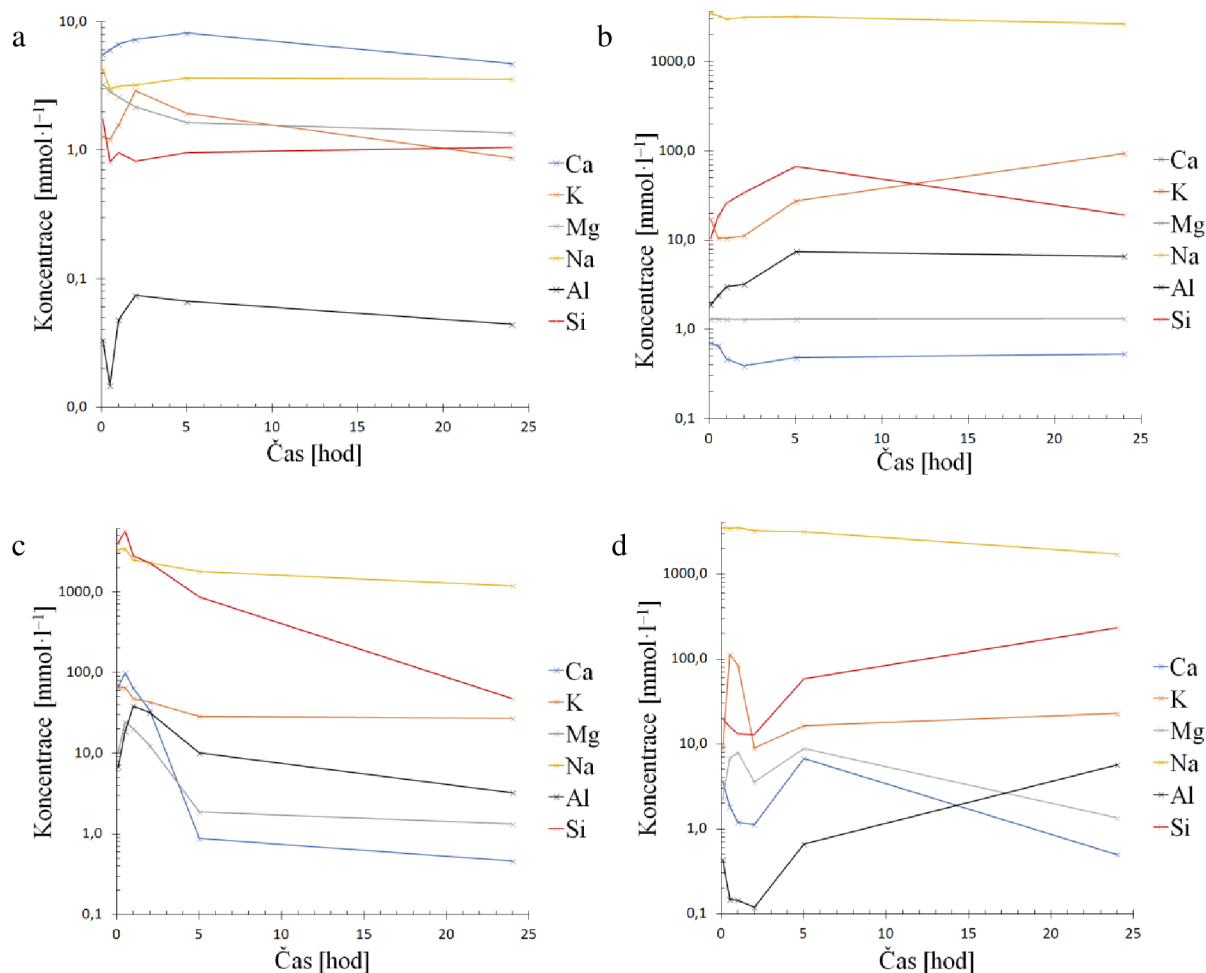 a
Koncentrace [mmol·l⁻¹]
10,0
1,0
0,1
0,0
0
5
10
15
20
25
Čas [hod]
Ca
K
Mg
Na
Al
Si
b
Koncentrace [mmol·l⁻¹]
1000,0
100,0
10,0
1,0
0,1
0
5
10
15
20
25
Čas [hod]
Ca
K
Mg
Na
Al
Si
c
Koncentrace [mmol·l⁻¹]
1000,0
100,0
10,0
1,0
0,1
0
5
10
15
20
25
Čas [hod]
Ca
K
Mg
Na
Al
Si
d
Koncentrace [mmol·l⁻¹]
1000,0
100,0
10,0
1,0
0,1
0
5
10
15
20
25
Čas [hod]
Ca
K
Mg
Na
Al
Si